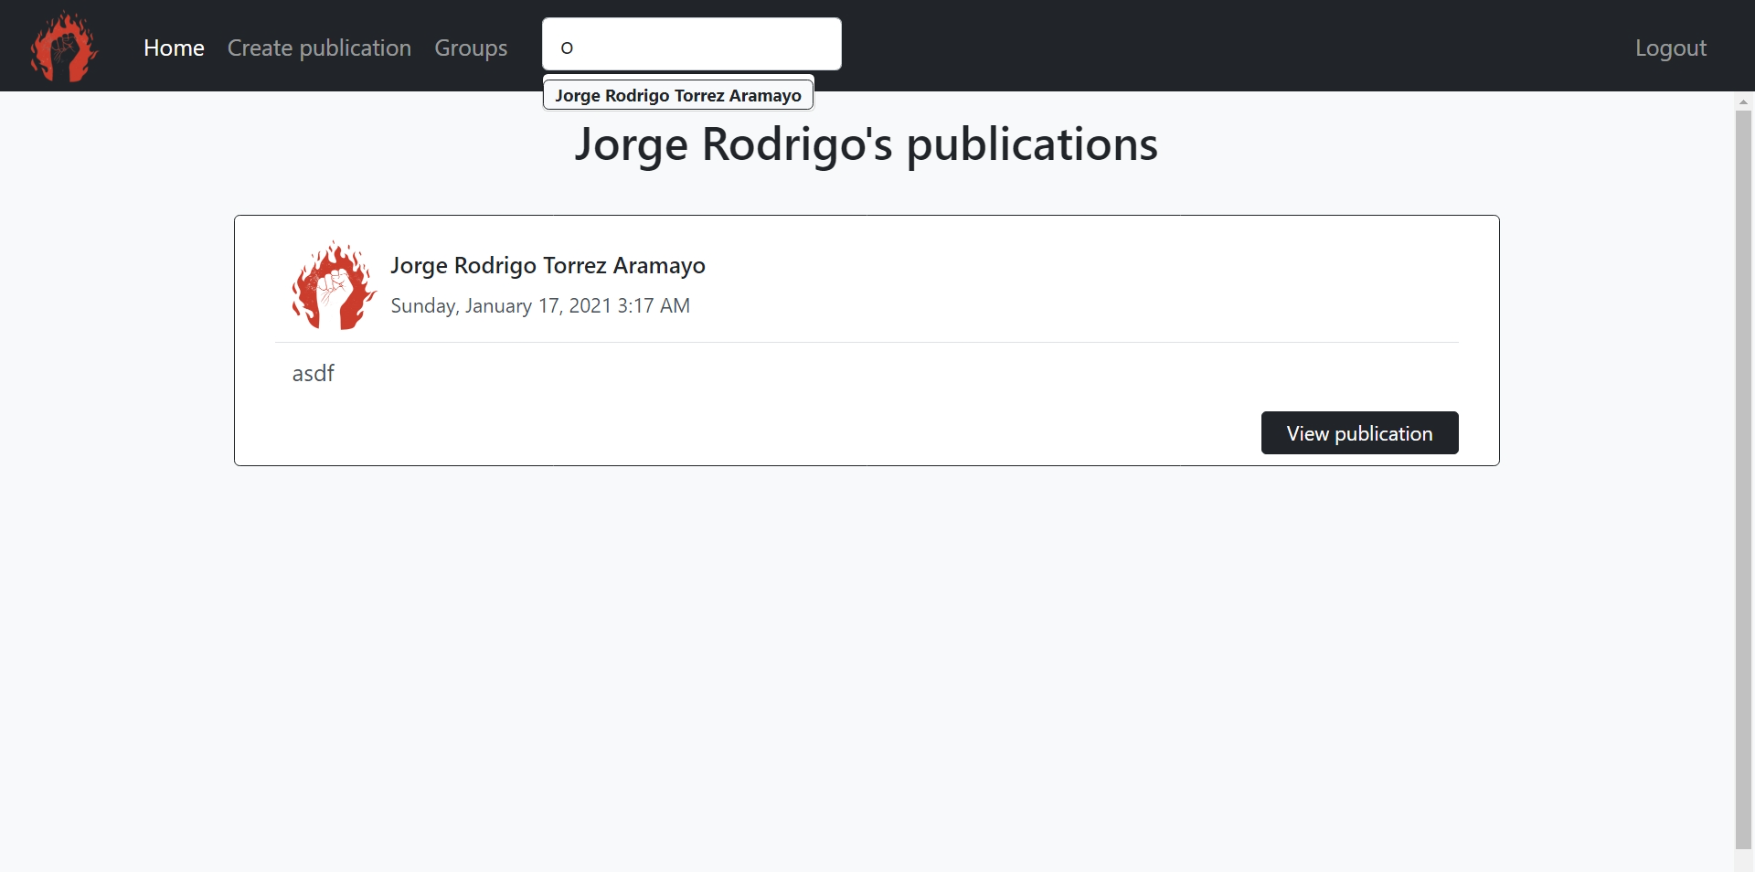 Home Create publication Groups o Logout
Jorge Rodrigo Torrez Aramayo
Jorge Rodrigo's publications
Jorge Rodrigo Torrez Aramayo
Sunday, January 17, 2021 3:17 AM
asdf
View publication